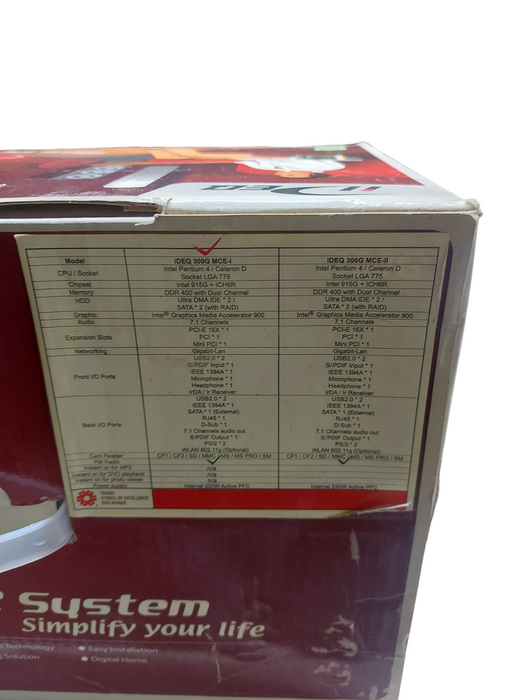 iDEQ
Model iDEQ 300G MCE-I iDEQ 300G MCE-II
CPU / Socket Intel Pentium 4 / Celeron D Intel Pentium 4 / Celeron D
Socket LGA 775 Socket LGA 775
Chipset Intel 915G + ICH6R Intel 915G + ICH6R
Memory DDR 400 with Dual Channel DDR 400 with Dual Channel
HDD Ultra DMA IDE * 2 / Ultra DMA IDE * 2 /
SATA * 2 (with RAID) SATA * 2 (with RAID)
Graphic Intel® Graphics Media Accelerator 900 Intel® Graphics Media Accelerator 900
Audio 7.1 Channels 7.1 Channels
Expansion Slots PCI-E 16X * 1 PCI-E 16X * 1
PCI * 1 PCI * 1
Mini PCI * 1 Mini PCI * 1
Networking Gigabit-Lan Gigabit-Lan
Front I/O Ports USB2.0 * 2 USB2.0 * 2
S/PDIF Input * 1 S/PDIF Input * 1
IEEE 1394A * 1 IEEE 1394A * 1
Microphone * 1 Microphone * 1
Headphone * 1 Headphone * 1
IrDA / Ir Receiver IrDA / Ir Receiver
Back I/O Ports USB2.0 * 2 USB2.0 * 2
IEEE 1394A * 1 IEEE 1394A * 1
SATA * 1 (External) SATA * 1 (External)
RJ45 * 1 RJ45 * 1
D-Sub * 1 D-Sub * 1
7.1 Channels audio out 7.1 Channels audio out
S/PDIF Output * 1 S/PDIF Output * 1
PS/2 * 2 PS/2 * 2
WLAN 802.11g (Optional) WLAN 802.11g (Optional)
Card Reader CF1 / CF2 / SD / MMC / MS / MS PRO / SM CF1 / CF2 / SD / MMC / MS / MS PRO / SM
FM Radio
Instant on for MP3 n/a
Instant on for DVD playback n/a
Instant on for photo viewer n/a
Power supply Internal 250W Active PFC Internal 250W Active PFC
TAIWAN
SYMBOL OF EXCELLENCE
System
Simplify your life
Technology • Easy Installation
Solution • Digital Home